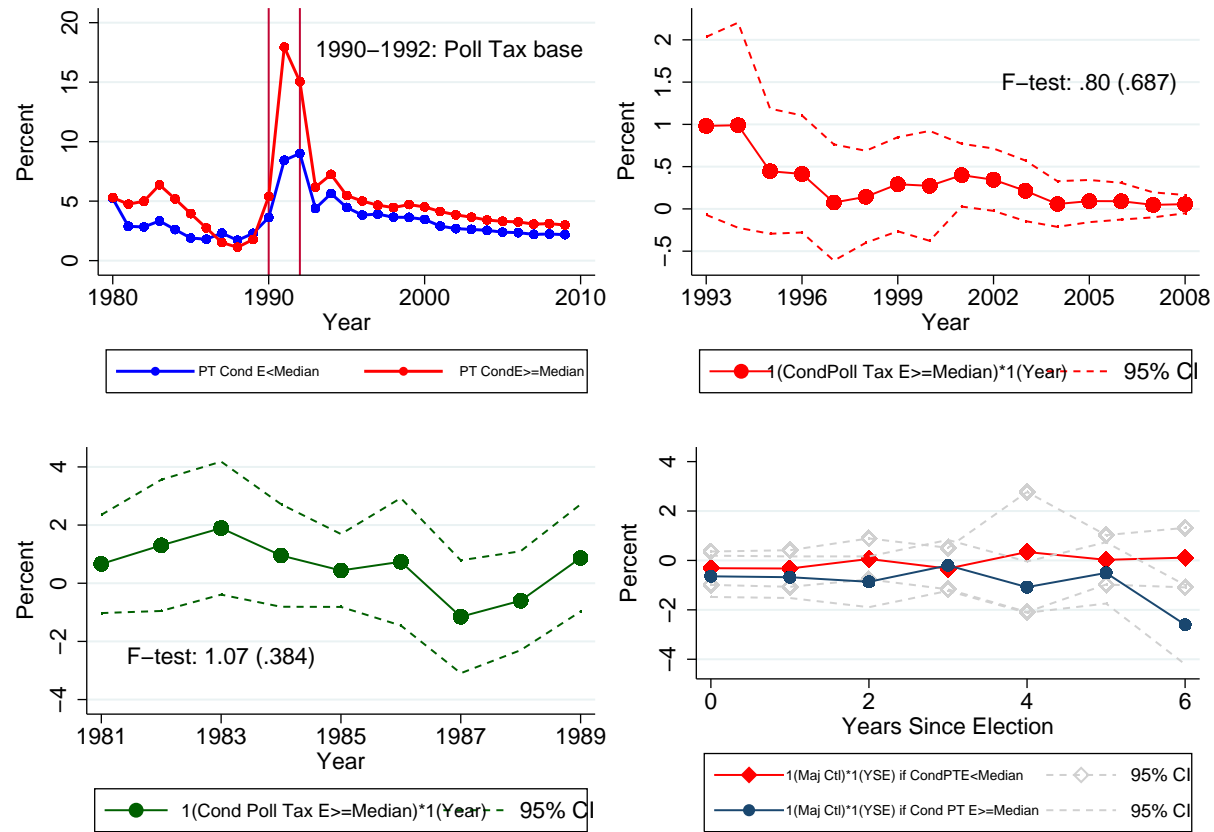 20
15
10
5
0
Percent
1990−1992: Poll Tax base
1980
1990
2000
2010
Year
PT Cond E<Median
PT CondE>=Median
2
1.5
1
.5
0
−.5
Percent
F−test: .80 (.687)
1993
1996
1999
2002
2005
2008
Year
1(CondPoll Tax E>=Median)*1(Year)
95% CI
4
2
0
−2
−4
Percent
F−test: 1.07 (.384)
1981
1983
1985
1987
1989
Year
1(Cond Poll Tax E>=Median)*1(Year)
95% CI
4
2
0
−2
−4
Percent
0
2
4
6
Years Since Election
1(Maj Ctl)*1(YSE) if CondPTE<Median
95% CI
1(Maj Ctl)*1(YSE) if Cond PT E>=Median
95% CI